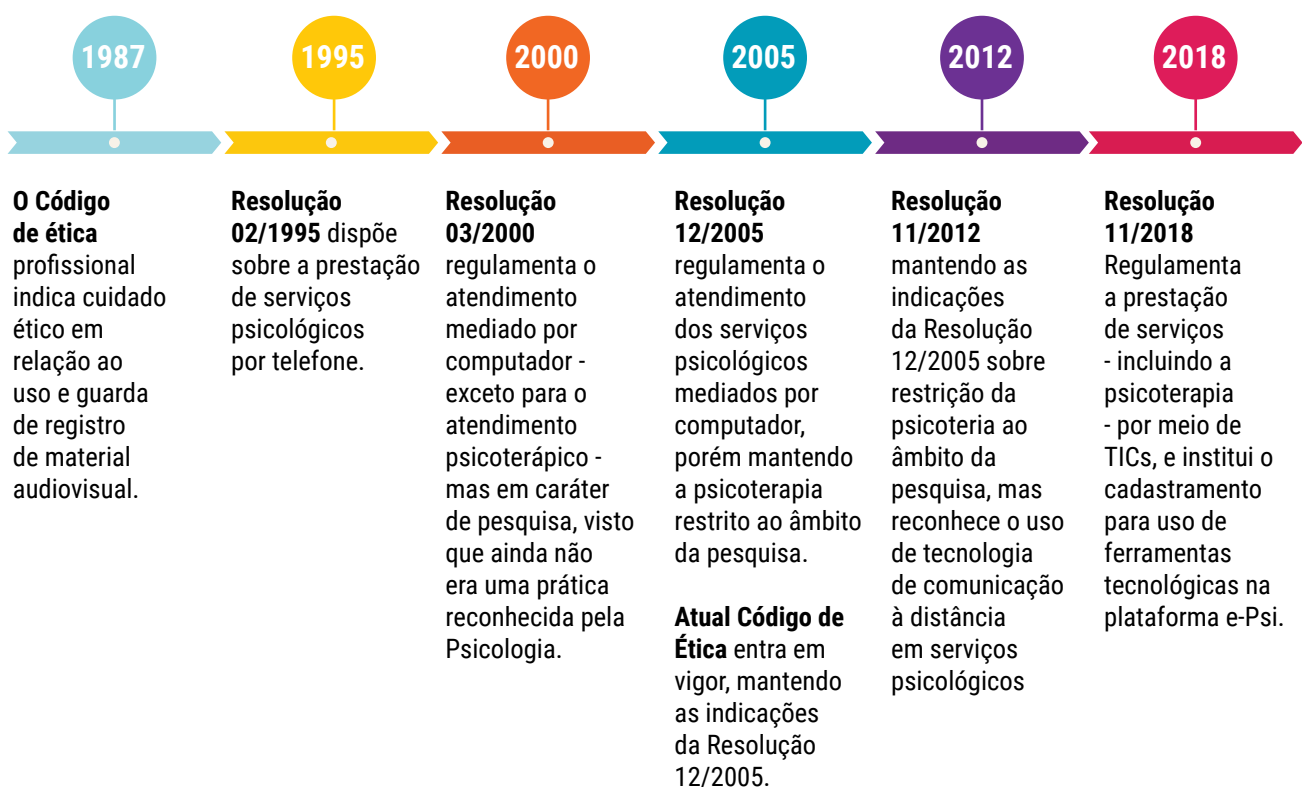 1987
1995
2000
2005
2012
2018
O Código
de ética
profissional
indica cuidado
ético em
relação ao
uso e guarda
de registro
de material
audiovisual.
Resolução
02/1995 dispõe
sobre a prestação
de serviços
psicológicos
por telefone.
Resolução
03/2000
regulamenta o
atendimento
mediado por
computador -
exceto para o
atendimento
psicoterápico -
mas em caráter
de pesquisa, visto
que ainda não
era uma prática
reconhecida pela
Psicologia.
Resolução
12/2005
regulamenta o
atendimento
dos serviços
psicológicos
mediados por
computador,
porém mantendo
a psicoterapia
restrito ao âmbito
da pesquisa.
Atual Código de
Ética entra em
vigor, mantendo
as indicações
da Resolução
12/2005.
Resolução
11/2012
mantendo as
indicações
da Resolução
12/2005 sobre
restrição da
psicoteria ao
âmbito da
pesquisa, mas
reconhece o uso
de tecnologia
de comunicação
à distância
em serviços
psicológicos
Resolução
11/2018
Regulamenta
a prestação
de serviços
- incluindo a
psicoterapia
- por meio de
TICs, e institui o
cadastramento
para uso de
ferramentas
tecnológicas na
plataforma e-Psi.